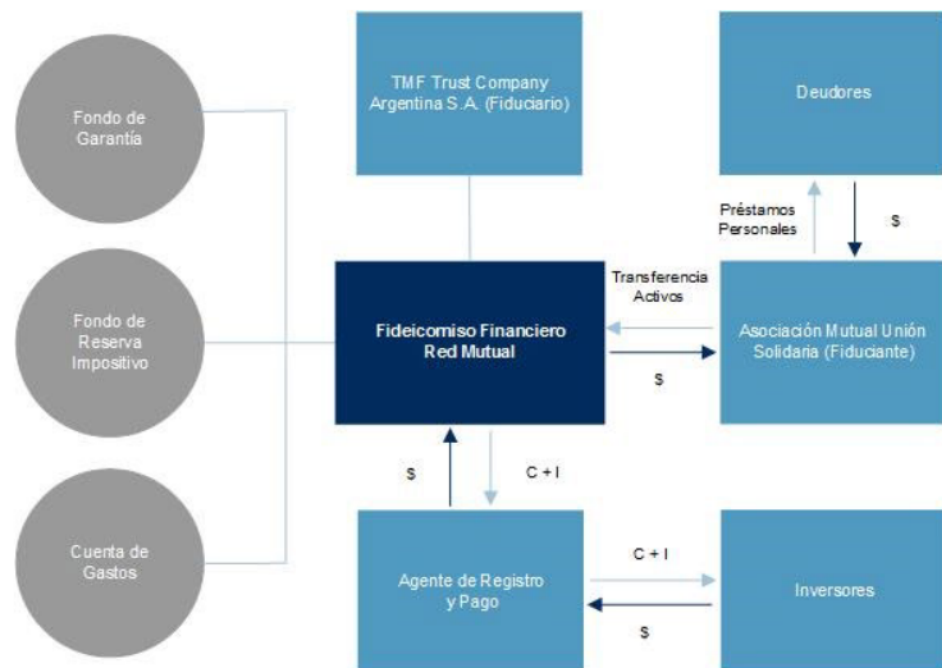 Fondo de
Garantía
TMF Trust Company
Argentina S.A. (Fiduciario)
Deudores
Préstamos
Personales
$
Fondo de
Reserva
Impositivo
Fideicomiso Financiero
Red Mutual
Transferencia
Activos
$
Asociación Mutual Unión
Solidaria (Fiduciante)
$
C + I
Cuenta de
Gastos
Agente de Registro
y Pago
C + I
$
Inversores